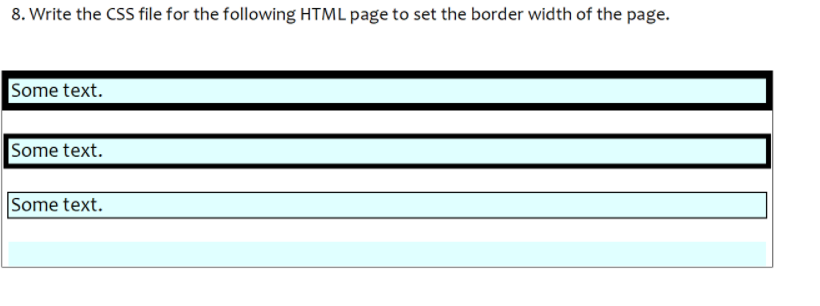 8. Write the CSS file for the following HTML page to set the border width of the page.
Some text.
Some text.
Some text.